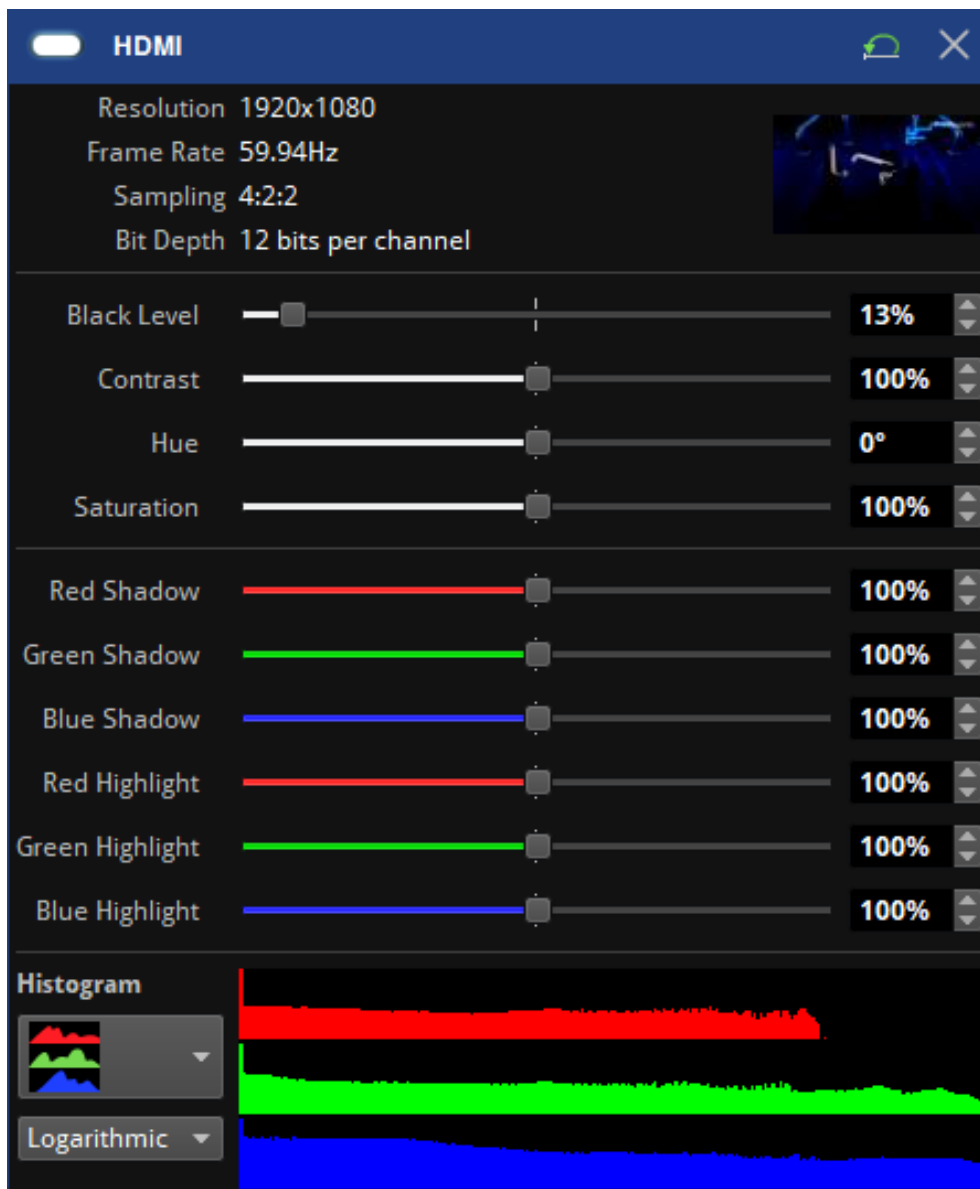 HDMI
Resolution 1920x1080
Frame Rate 59.94Hz
Sampling 4:2:2
Bit Depth 12 bits per channel
Black Level 13%
Contrast 100%
Hue 0°
Saturation 100%
Red Shadow 100%
Green Shadow 100%
Blue Shadow 100%
Red Highlight 100%
Green Highlight 100%
Blue Highlight 100%
Histogram
Logarithmic